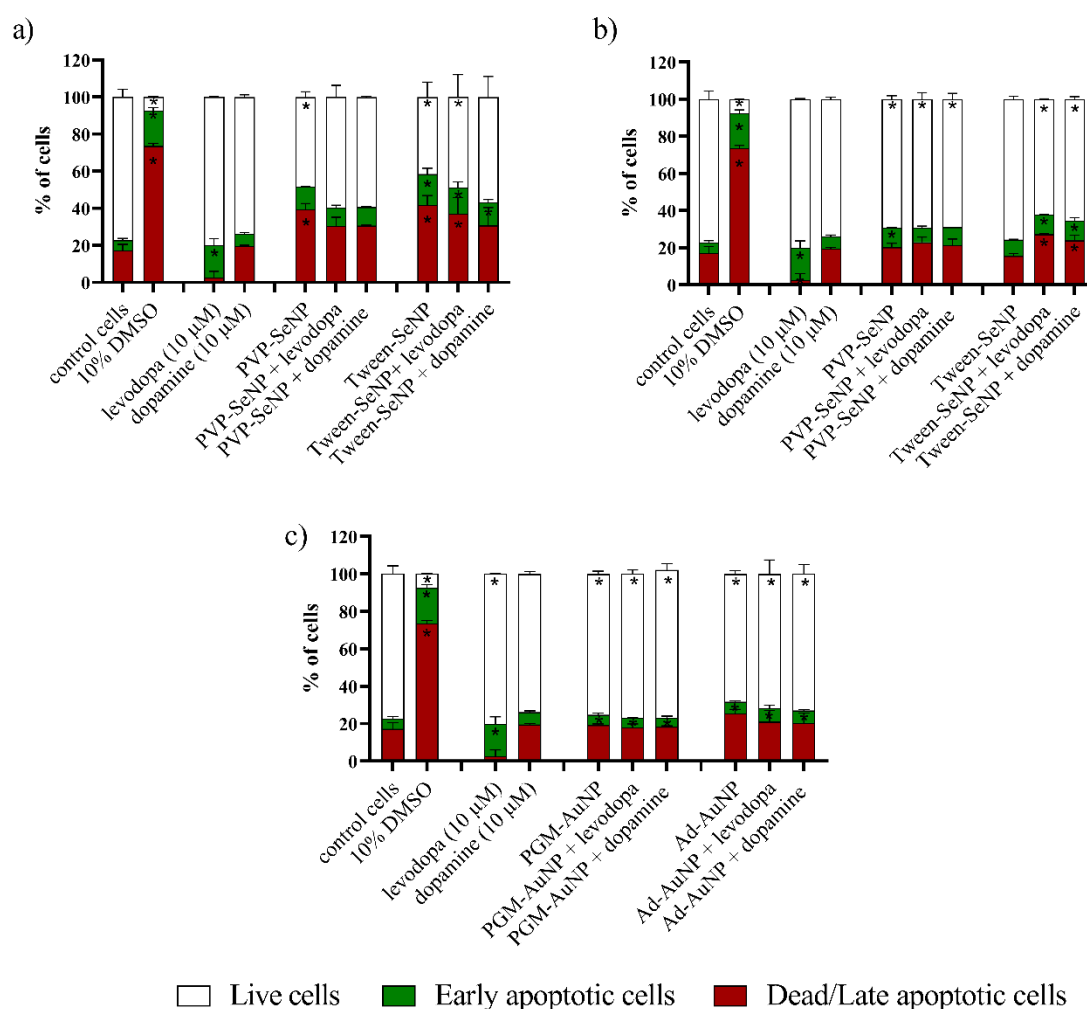 a)
% of cells
120
100
80
60
40
20
0
control cells
10% DMSO
levodopa (10 μM)
dopamine (10 μM)
PVP-SeNP
PVP-SeNP + levodopa
PVP-SeNP + dopamine
Tween-SeNP
Tween-SeNP + levodopa
Tween-SeNP + dopamine
b)
% of cells
120
100
80
60
40
20
0
control cells
10% DMSO
levodopa (10 μM)
dopamine (10 μM)
PVP-SeNP
PVP-SeNP + levodopa
PVP-SeNP + dopamine
Tween-SeNP
Tween-SeNP + levodopa
Tween-SeNP + dopamine
c)
% of cells
120
100
80
60
40
20
0
control cells
10% DMSO
levodopa (10 μM)
dopamine (10 μM)
PGM-AuNP
PGM-AuNP + levodopa
PGM-AuNP + dopamine
Ad-AuNP
Ad-AuNP + levodopa
Ad-AuNP + dopamine
Live cells
Early apoptotic cells
Dead/Late apoptotic cells